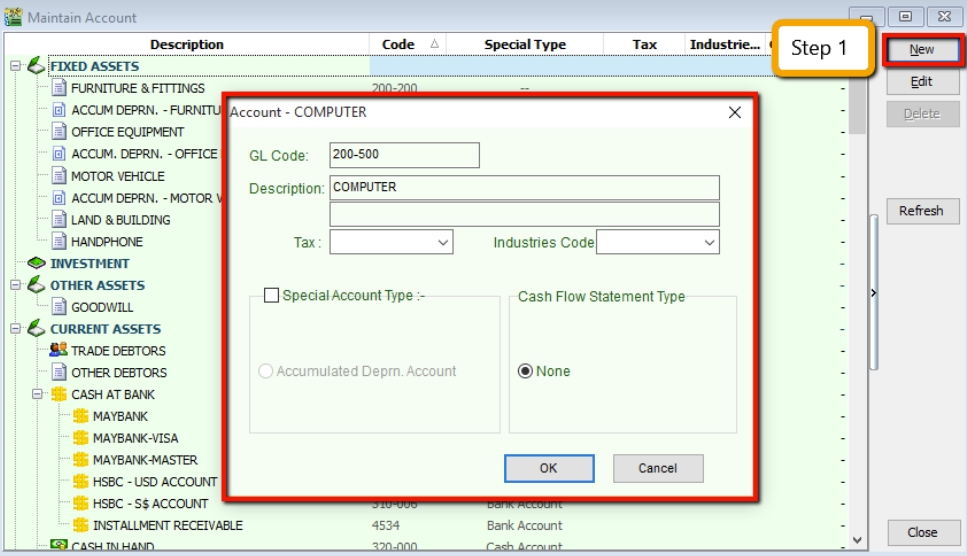 Maintain Account
Description Code Special Type Tax Industrie...
Step 1
New
FIXED ASSETS
Edit
FURNITURE & FITTINGS 200-200 --
Delete
ACCUM DEPRN. - FURNITU
Account - COMPUTER
OFFICE EQUIPMENT
ACCUM. DEPRN. - OFFICE
GL Code: 200-500
MOTOR VEHICLE
Description: COMPUTER
ACCUM DEPRN. - MOTOR V
LAND & BUILDING
Refresh
HANDPHONE
Tax : Industries Code
INVESTMENT
OTHER ASSETS
Special Account Type :- Cash Flow Statement Type
GOODWILL
CURRENT ASSETS
TRADE DEBTORS
OTHER DEBTORS
Accumulated Deprn. Account None
CASH AT BANK
MAYBANK
MAYBANK-VISA
MAYBANK-MASTER
OK Cancel
HSBC - USD ACCOUNT
HSBC - S$ ACCOUNT 310-006 Bank Account
INSTALLMENT RECEIVABLE 4534 Bank Account
Close
CASH IN HAND 320-000 Cash Account